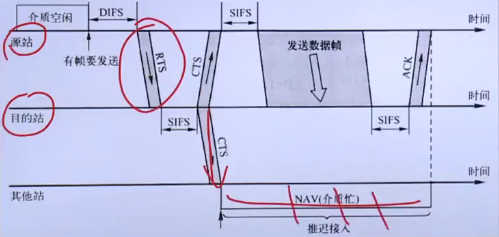 介质空闲 DIFS SIFS 时间
源站
有帧要发送 RTS CTS 发送数据帧 ACK
时间
目的站
SIFS CTS SIFS
时间
其他站
NAV(介质忙)
推迟接入